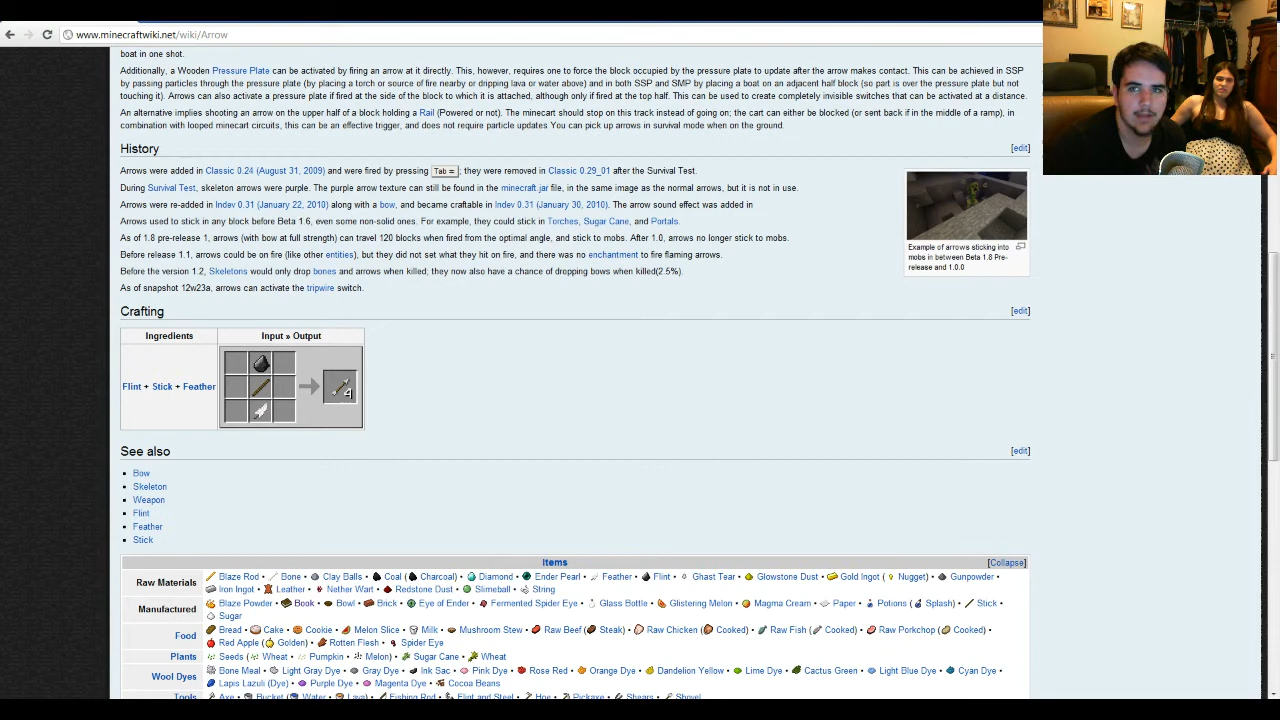 www.minecraftwiki.net/wiki/Arrow
boat in one shot.
Additionally, a Wooden Pressure Plate can be activated by firing an arrow at it directly. This, however, requires one to force the block occupied by the pressure plate to update after the arrow makes contact. This can be achieved in SSP
by passing particles through the pressure plate (by placing a torch or source of fire nearby or dripping lava or water above) and in both SSP and SMP by placing a boat on an adjacent half block (so part is over the pressure plate but not
touching it). Arrows can also activate a pressure plate if fired at the side of the block to which it is attached, although only if fired at the top half. This can be used to create completely invisible switches that can be activated at a distance.
An alternative implies shooting an arrow on the upper half of a block holding a Rail (Powered or not). The minecart should stop on this track instead of going on; the cart can either be blocked (or sent back if in the middle of a ramp), in
combination with looped minecart circuits, this can be an effective trigger, and does not require particle updates You can pick up arrows in survival mode when on the ground.
History [edit]
Arrows were added in Classic 0.24 (August 31, 2009) and were fired by pressing Tab ; they were removed in Classic 0.29_01 after the Survival Test.
During Survival Test, skeleton arrows were purple. The purple arrow texture can still be found in the minecraft.jar file, in the same image as the normal arrows, but it is not in use.
Arrows were re-added in Indev 0.31 (January 22, 2010) along with a bow, and became craftable in Indev 0.31 (January 30, 2010). The arrow sound effect was added in
Arrows used to stick in any block before Beta 1.6, even some non-solid ones. For example, they could stick in Torches, Sugar Cane, and Portals.
As of 1.8 pre-release 1, arrows (with bow at full strength) can travel 120 blocks when fired from the optimal angle, and stick to mobs. After 1.0, arrows no longer stick to mobs.
Before release 1.1, arrows could be on fire (like other entities), but they did not set what they hit on fire, and there was no enchantment to fire flaming arrows.
Before the version 1.2, Skeletons would only drop bones and arrows when killed; they now also have a chance of dropping bows when killed(2.5%).
As of snapshot 12w23a, arrows can activate the tripwire switch.
Example of arrows sticking into
mobs in between Beta 1.8 Pre-
release and 1.0.0
Crafting [edit]
Ingredients Input » Output
Flint + Stick + Feather
4
See also [edit]
Bow
Skeleton
Weapon
Flint
Feather
Stick
Items [Collapse]
Raw Materials Blaze Rod • Bone • Clay Balls • Coal (Charcoal) • Diamond • Ender Pearl • Feather • Flint • Ghast Tear • Glowstone Dust • Gold Ingot (Nugget) • Gunpowder •
Iron Ingot • Leather • Nether Wart • Redstone Dust • Slimeball • String
Manufactured Blaze Powder • Book • Bowl • Brick • Eye of Ender • Fermented Spider Eye • Glass Bottle • Glistering Melon • Magma Cream • Paper • Potions (Splash) • Stick •
Sugar
Food Bread • Cake • Cookie • Melon Slice • Milk • Mushroom Stew • Raw Beef (Steak) • Raw Chicken (Cooked) • Raw Fish (Cooked) • Raw Porkchop (Cooked) •
Red Apple (Golden) • Rotten Flesh • Spider Eye
Plants Seeds (Wheat • Pumpkin • Melon) • Sugar Cane • Wheat
Wool Dyes Bone Meal • Light Gray Dye • Gray Dye • Ink Sac • Pink Dye • Rose Red • Orange Dye • Dandelion Yellow • Lime Dye • Cactus Green • Light Blue Dye • Cyan Dye •
Lapis Lazuli (Dye) • Purple Dye • Magenta Dye • Cocoa Beans
Tools Axe • Bucket (Water • Lava) • Fishing Rod • Flint and Steel • Hoe • Pickaxe • Shears • Shovel